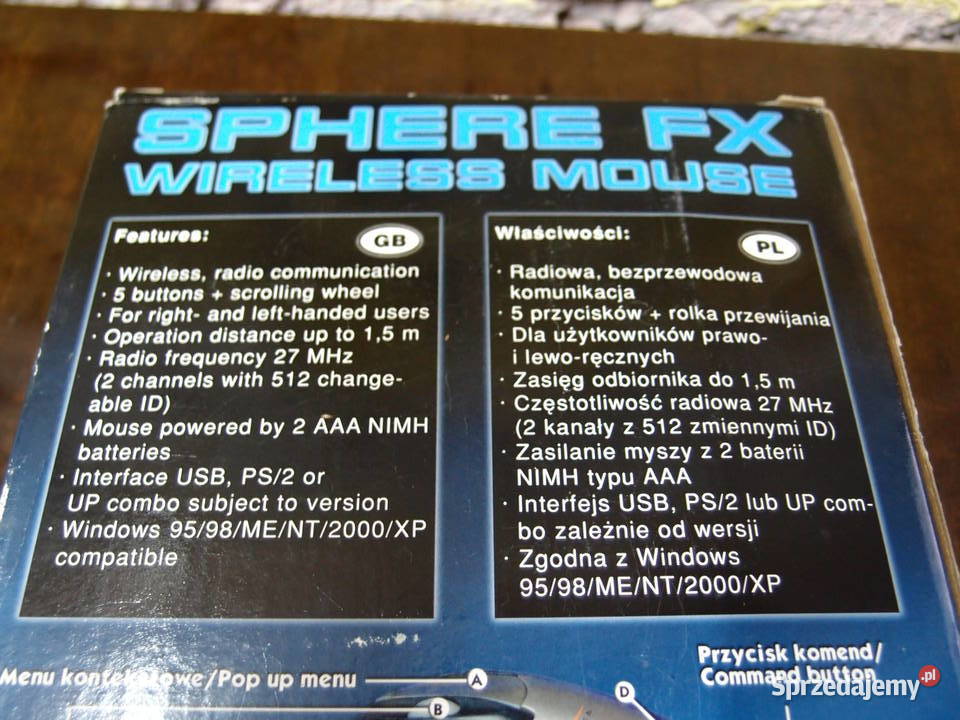 SPHERE FX
WIRELESS MOUSE
Features:
GB
· Wireless, radio communication
· 5 buttons + scrolling wheel
· For right- and left-handed users
· Operation distance up to 1,5 m
· Radio frequency 27 MHz
(2 channels with 512 change-
able ID)
· Mouse powered by 2 AAA NIMH
batteries
· Interface USB, PS/2 or
UP combo subject to version
· Windows 95/98/ME/NT/2000/XP
compatible
Właściwości:
PL
· Radiowa, bezprzewodowa
komunikacja
· 5 przycisków + rolka przewijania
· Dla użytkowników prawo-
i lewo-ręcznych
· Zasięg odbiornika do 1,5 m
· Częstotliwość radiowa 27 MHz
(2 kanały z 512 zmiennymi ID)
· Zasilanie myszy z 2 baterii
NIMH typu AAA
· Interfejs USB, PS/2 lub UP com-
bo zależnie od wersji
· Zgodna z Windows
95/98/ME/NT/2000/XP
Menu kontekstowe/Pop up menu
A
B
D
Przycisk komend/
Command button
Sprzedajemy.pl